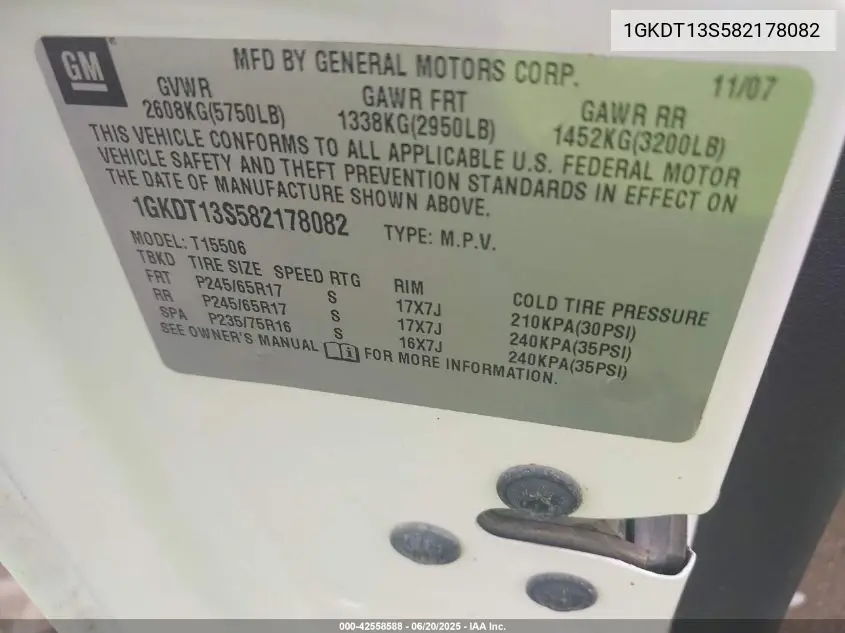 1GKDT13S582178082
GM
MFD BY GENERAL MOTORS CORP.
11/07
GVWR GAWR FRT GAWR RR
2608KG(5750LB) 1338KG(2950LB) 1452KG(3200LB)
THIS VEHICLE CONFORMS TO ALL APPLICABLE U.S. FEDERAL MOTOR
VEHICLE SAFETY AND THEFT PREVENTION STANDARDS IN EFFECT ON
THE DATE OF MANUFACTURE SHOWN ABOVE.
1GKDT13S582178082 TYPE: M.P.V.
MODEL: T15506
TBKD TIRE SIZE SPEED RTG RIM COLD TIRE PRESSURE
FRT P245/65R17 S 17X7J 210KPA(30PSI)
RR P245/65R17 S 17X7J 240KPA(35PSI)
SPA P235/75R16 S 16X7J 240KPA(35PSI)
SEE OWNER'S MANUAL FOR MORE INFORMATION.
000-42558588 - 06/20/2025 - IAA Inc.